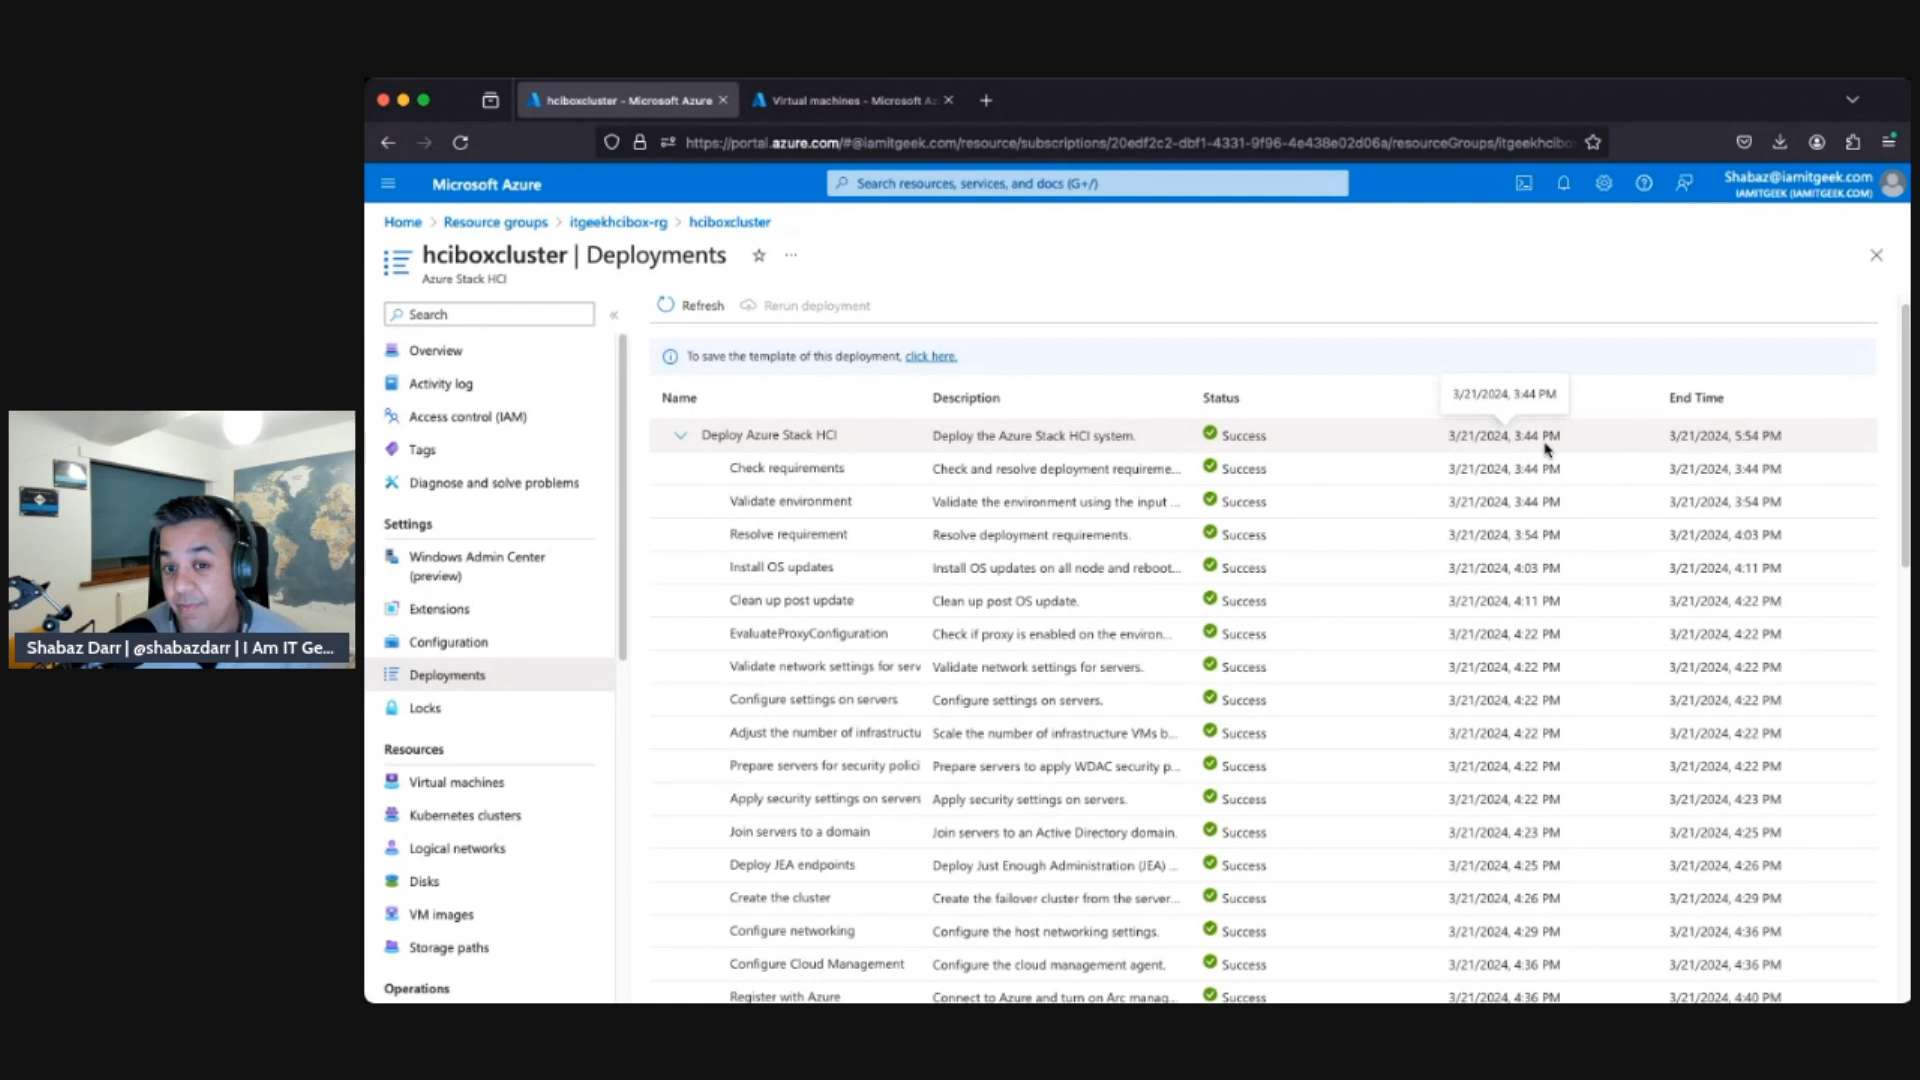 hciboxcluster - Microsoft Azure
Virtual machines - Microsoft Az
https://portal.azure.com/#@iamitgeek.com/resource/subscriptions/20edf2c2-dbf1-4331-9f96-4e438e02d06a/resourceGroups/itgeekhcibo
Microsoft Azure
Search resources, services, and docs (G+/)
Shabaz@iamitgeek.com
IAMITGEEK (IAMITGEEK.COM)
Home > Resource groups > itgeekhcibox-rg > hciboxcluster
hciboxcluster | Deployments
Azure Stack HCI
Search
Overview
Activity log
Access control (IAM)
Tags
Diagnose and solve problems
Settings
Windows Admin Center
(preview)
Extensions
Configuration
Deployments
Locks
Resources
Virtual machines
Kubernetes clusters
Logical networks
Disks
VM images
Storage paths
Operations
Refresh Rerun deployment
To save the template of this deployment, click here.
3/21/2024, 3:44 PM
Name Description Status End Time
Deploy Azure Stack HCI Deploy the Azure Stack HCI system. Success 3/21/2024, 3:44 PM 3/21/2024, 5:54 PM
Check requirements Check and resolve deployment requireme... Success 3/21/2024, 3:44 PM 3/21/2024, 3:44 PM
Validate environment Validate the environment using the input ... Success 3/21/2024, 3:44 PM 3/21/2024, 3:54 PM
Resolve requirement Resolve deployment requirements. Success 3/21/2024, 3:54 PM 3/21/2024, 4:03 PM
Install OS updates Install OS updates on all node and reboot... Success 3/21/2024, 4:03 PM 3/21/2024, 4:11 PM
Clean up post update Clean up post OS update. Success 3/21/2024, 4:11 PM 3/21/2024, 4:22 PM
EvaluateProxyConfiguration Check if proxy is enabled on the environ... Success 3/21/2024, 4:22 PM 3/21/2024, 4:22 PM
Validate network settings for serv Validate network settings for servers. Success 3/21/2024, 4:22 PM 3/21/2024, 4:22 PM
Configure settings on servers Configure settings on servers. Success 3/21/2024, 4:22 PM 3/21/2024, 4:22 PM
Adjust the number of infrastructu Scale the number of infrastructure VMs b... Success 3/21/2024, 4:22 PM 3/21/2024, 4:22 PM
Prepare servers for security polici Prepare servers to apply WDAC security p... Success 3/21/2024, 4:22 PM 3/21/2024, 4:22 PM
Apply security settings on servers Apply security settings on servers. Success 3/21/2024, 4:22 PM 3/21/2024, 4:23 PM
Join servers to a domain Join servers to an Active Directory domain. Success 3/21/2024, 4:23 PM 3/21/2024, 4:25 PM
Deploy JEA endpoints Deploy Just Enough Administration (JEA) ... Success 3/21/2024, 4:25 PM 3/21/2024, 4:26 PM
Create the cluster Create the failover cluster from the server... Success 3/21/2024, 4:26 PM 3/21/2024, 4:29 PM
Configure networking Configure the host networking settings. Success 3/21/2024, 4:29 PM 3/21/2024, 4:36 PM
Configure Cloud Management Configure the cloud management agent. Success 3/21/2024, 4:36 PM 3/21/2024, 4:36 PM
Register with Azure Connect to Azure and turn on Arc manag... Success 3/21/2024, 4:36 PM 3/21/2024, 4:40 PM
Shabaz Darr | @shabazdarr | I Am IT Ge...